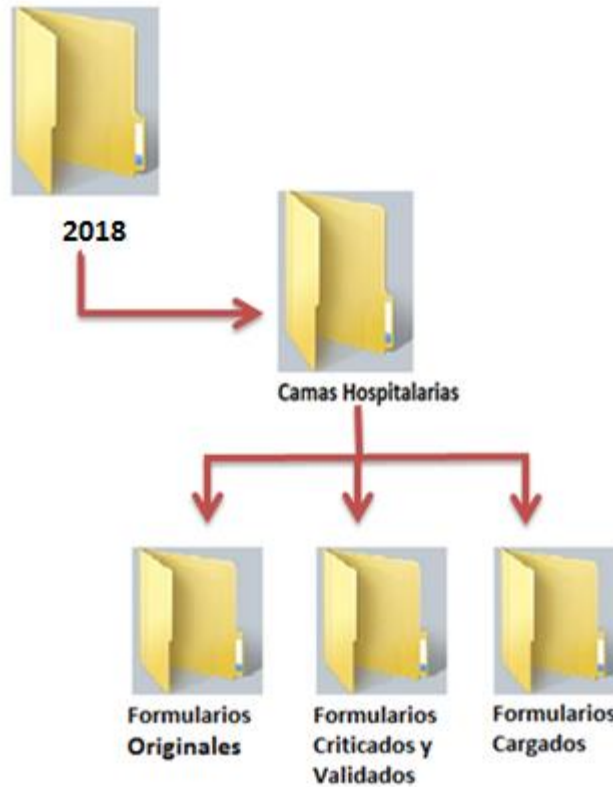 2018
Camas Hospitalarias
Formularios
Originales
Formularios
Criticados y
Validados
Formularios
Cargados